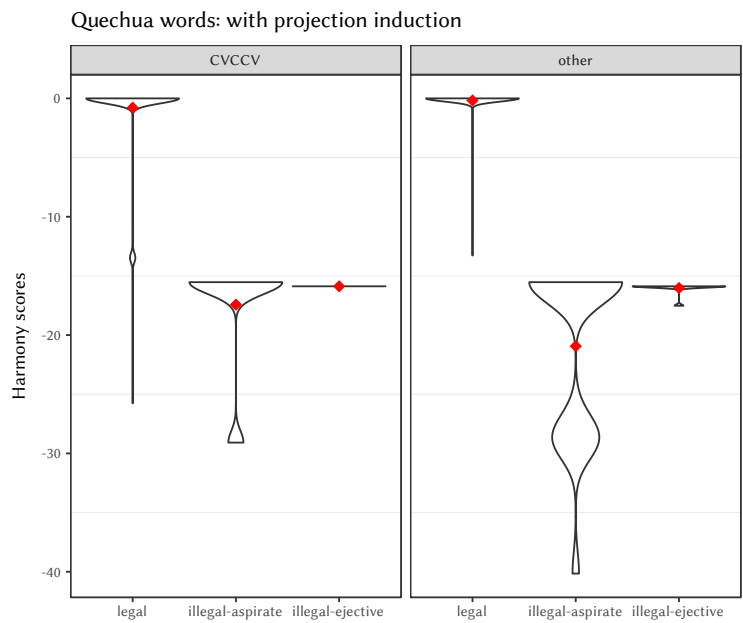 Quechua words: with projection induction
CVCCV other
Harmony scores
0
-10
-20
-30
-40
legal illegal-aspirate illegal-ejective legal illegal-aspirate illegal-ejective